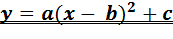 y = a(x − b)² + c